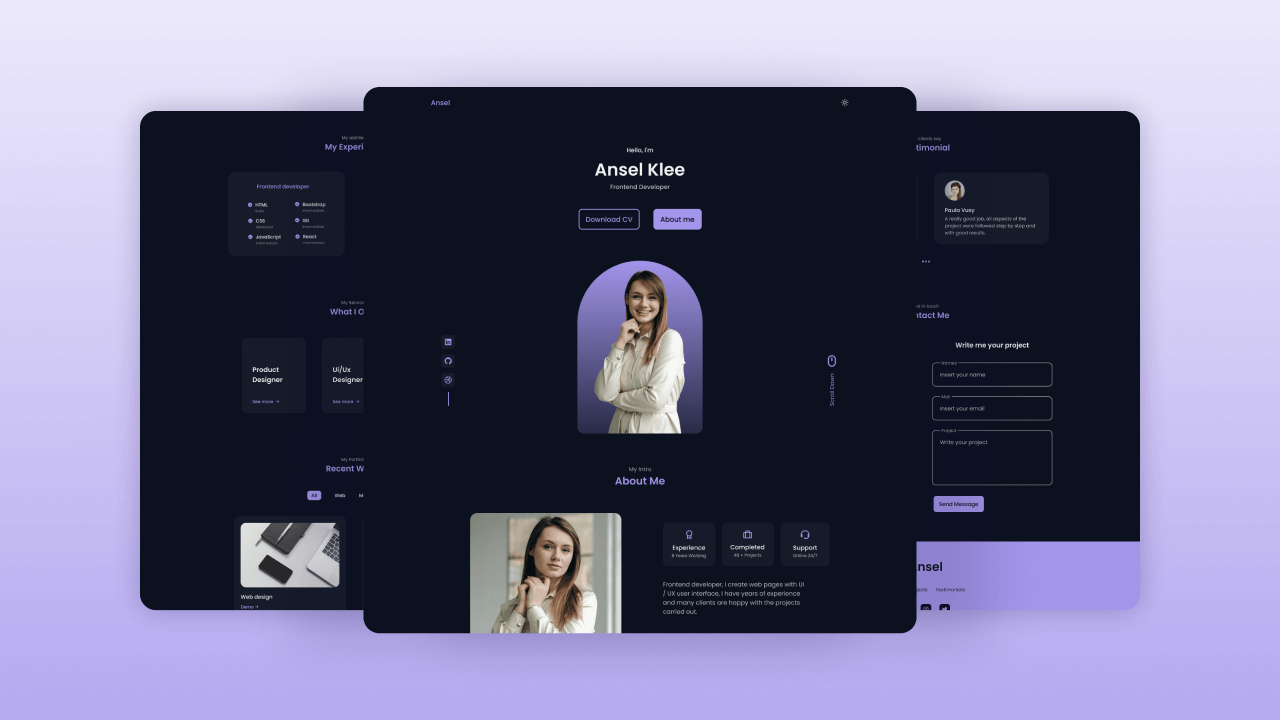 Ansel
Hello, I'm
Ansel Klee
Frontend Developer
Download CV
About me
Scroll Down
My Intro
About Me
Experience
8 Years Working
Completed
48 + Projects
Support
Online 24/7
Frontend developer, I create web pages with UI
/ UX user interface, I have years of experience
and many clients are happy with the projects
carried out.
My abilitie
My Experi
Frontend developer
HTML
Basic
Bootstrap
Intermediate
CSS
Advanced
Git
Intermediate
JavaScript
Intermediate
React
Intermediate
My Service
What I O
Product
Designer
See more →
Ui/Ux
Designer
See more →
My Portfol
Recent W
All
Web
M
Web design
Demo →
clients say
timonial
Paula Vusy
A really good job, all aspects of the
project were followed step by step and
with good results.
et in touch
ntact Me
Write me your project
Names
Insert your name
Mail
Insert your email
Project
Write your project
Send Message
nsel
ects
Testimonials